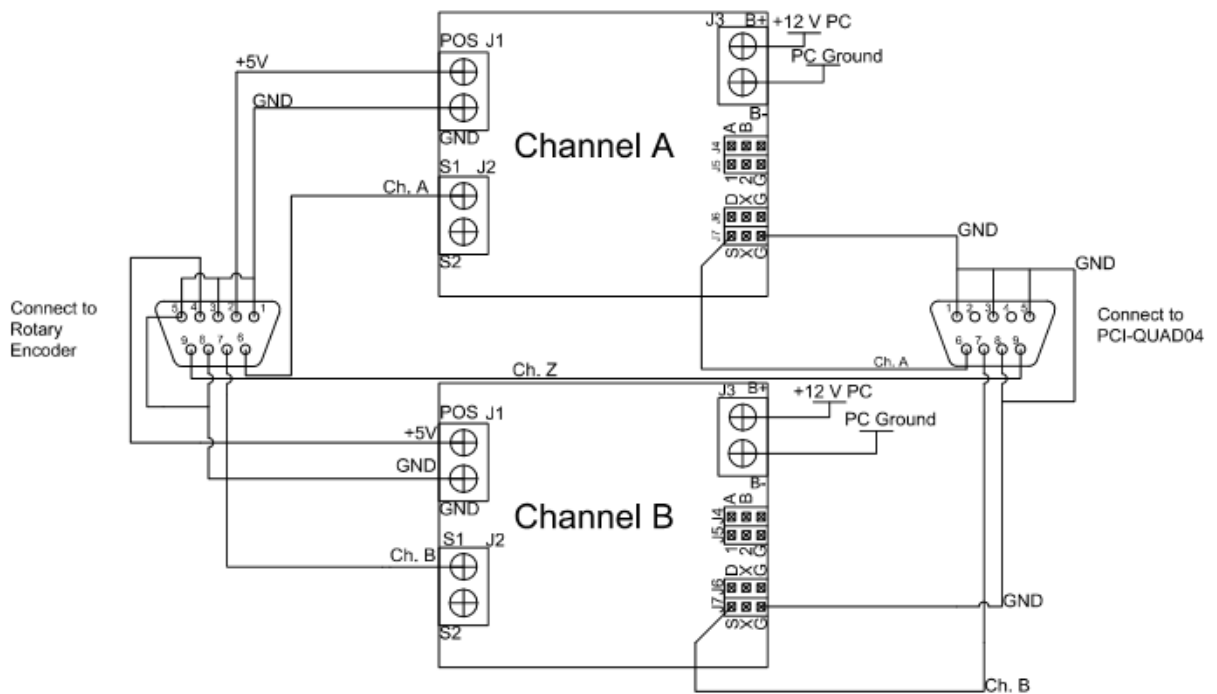 J3 B+ +12 V PC
PC Ground
B-
POS J1
+5V
GND
GND
Channel A
S1 J2
Ch. A
S2
A B
J4
J5
1 2 G
D X G
J6
J7
S X G
GND
GND
Connect to
Rotary
Encoder
5 4 3 2 1
9 8 7 6
1 2 3 4 5
6 7 8 9
Connect to
PCI-QUAD04
Ch. A
Ch. Z
J3 B+
+12 V PC
PC Ground
B-
POS J1
+5V
GND
GND
Channel B
S1 J2
Ch. B
S2
A B
J4
J5
1 2 G
D X G
J6
J7
S X G
GND
Ch. B